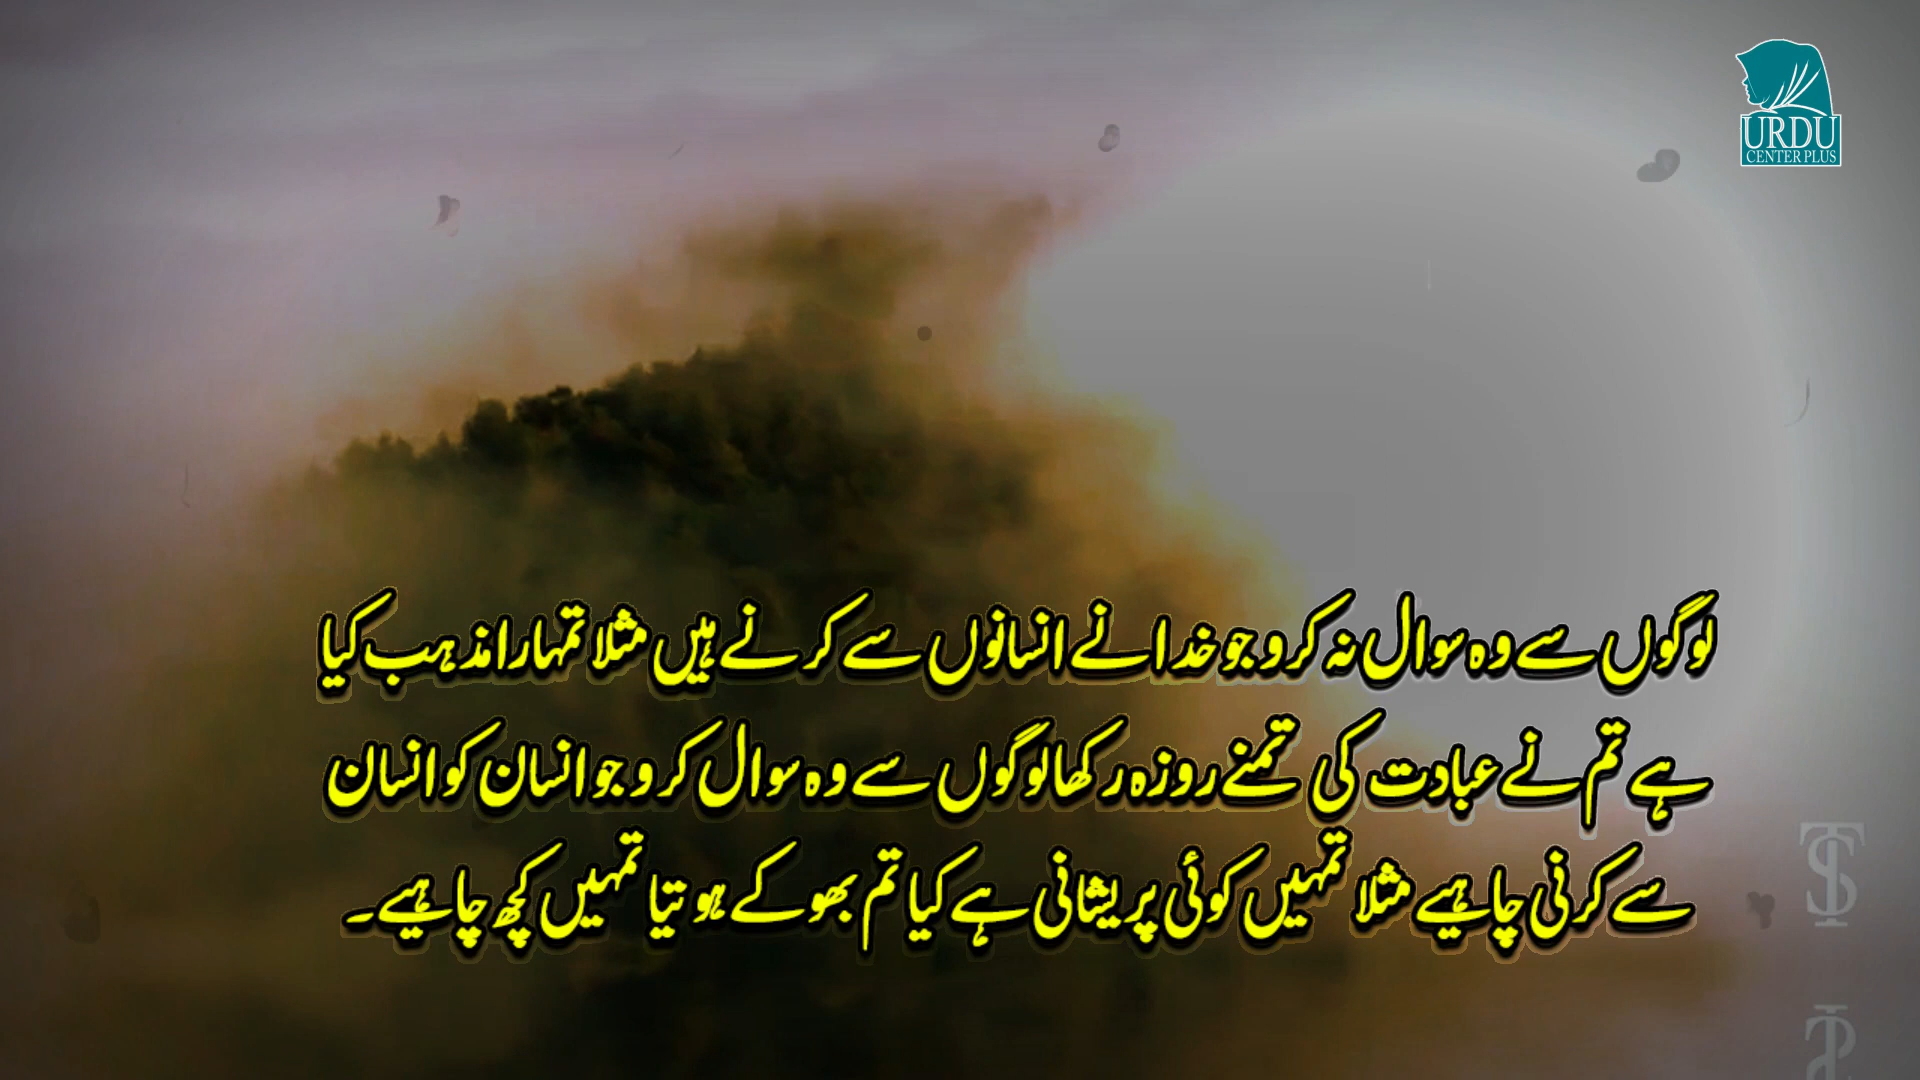 URDU
CENTER PLUS
لوگوں سے وہ سوال نہ کرو جو خدا نے انسانوں سے کرنے ہیں مثلا تمہارا مذہب کیا
ہے تم نے عبادت کی تمنے روزہ رکھا لوگوں سے وہ سوال کرو جو انسان کو انسان
سے کرنی چاہیے مثلا تمہیں کوئی پریشانی ہے کیا تم بھوکے ہو تیا تمہیں کچھ چاہیے۔